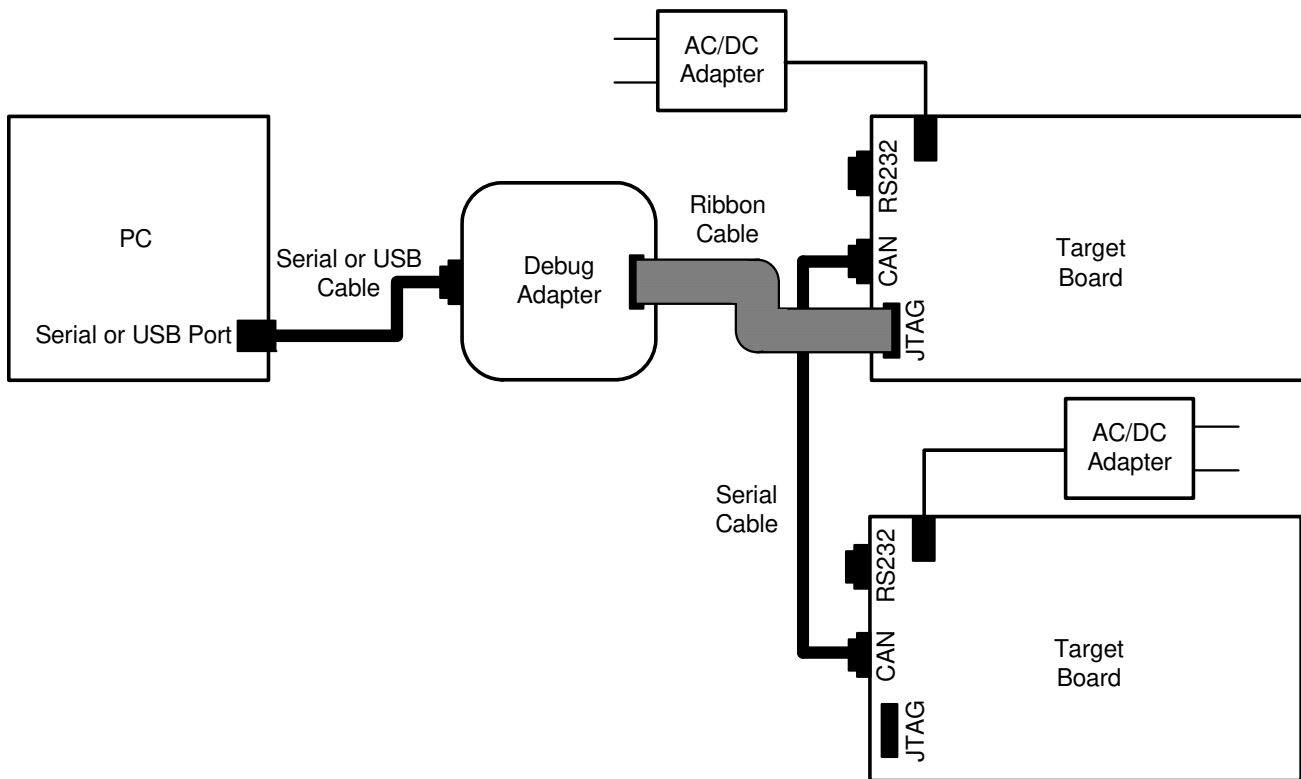 AC/DC
Adapter
PC
Serial or USB
Cable
Serial or USB Port
Debug
Adapter
Ribbon
Cable
RS232
CAN
JTAG
Target
Board
Serial
Cable
AC/DC
Adapter
RS232
CAN
JTAG
Target
Board